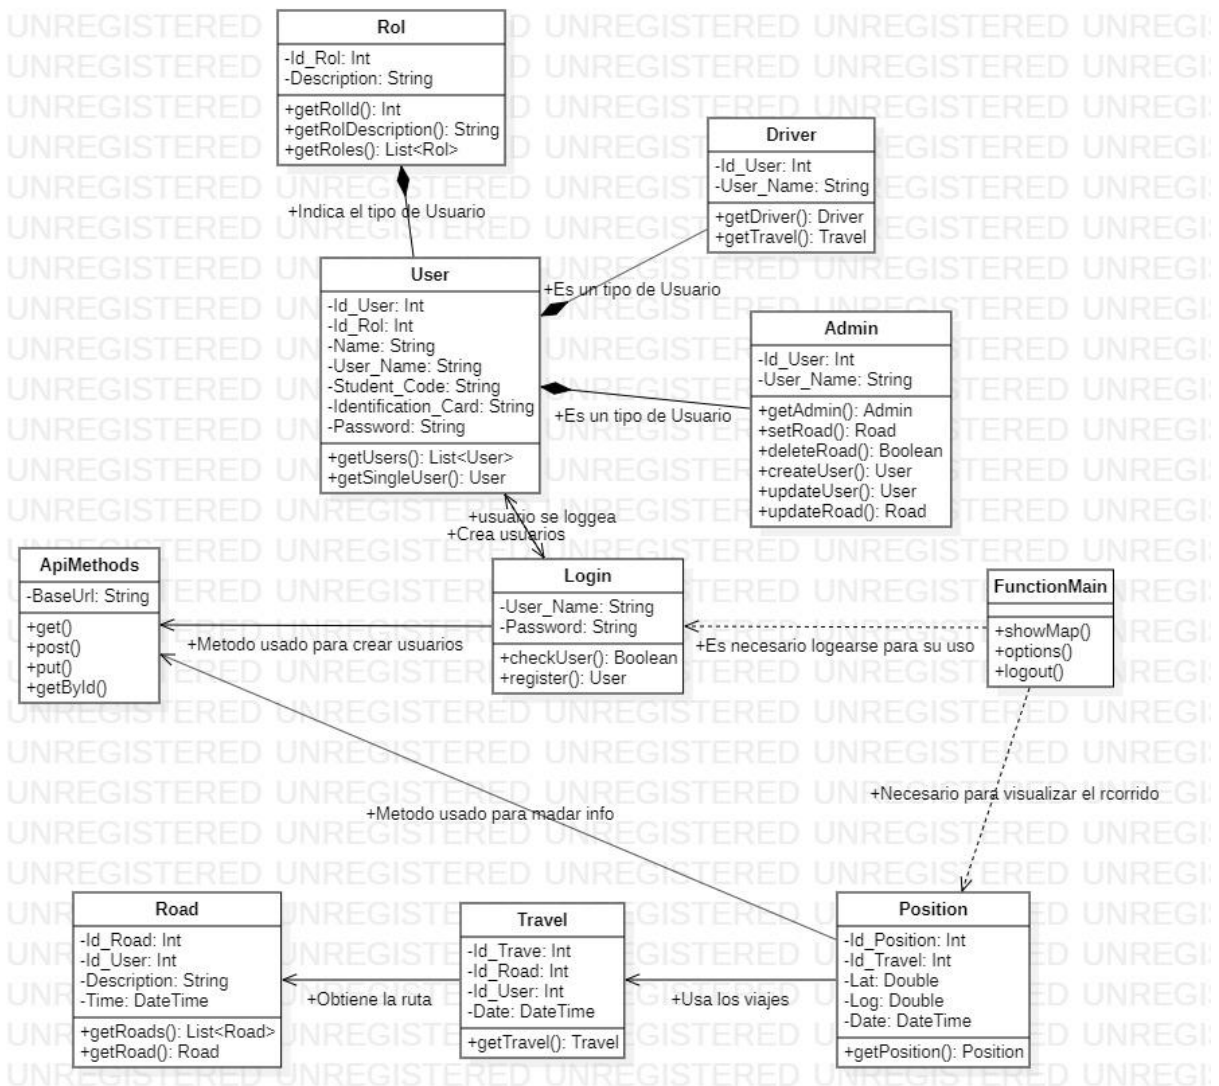 Rol
-Id_Rol: Int
-Description: String
+getRolId(): Int
+getRolDescription(): String
+getRoles(): List<Rol>
+Indica el tipo de Usuario
Driver
-Id_User: Int
-User_Name: String
+getDriver(): Driver
+getTravel(): Travel
+Es un tipo de Usuario
User
-Id_User: Int
-Id_Rol: Int
-Name: String
-User_Name: String
-Student_Code: String
-Identification_Card: String
-Password: String
+getUsers(): List<User>
+getSingleUser(): User
Admin
-Id_User: Int
-User_Name: String
+getAdmin(): Admin
+setRoad(): Road
+deleteRoad(): Boolean
+createUser(): User
+updateUser(): User
+updateRoad(): Road
+Es un tipo de Usuario
+usuario se loggea
+Crea usuarios
ApiMethods
-BaseUrl: String
+get()
+post()
+put()
+getById()
+Metodo usado para crear usuarios
Login
-User_Name: String
-Password: String
+checkUser(): Boolean
+register(): User
+Es necesario logearse para su uso
FunctionMain
+showMap()
+options()
+logout()
+Necesario para visualizar el rcorrido
+Metodo usado para madar info
Road
-Id_Road: Int
-Id_User: Int
-Description: String
-Time: DateTime
+getRoads(): List<Road>
+getRoad(): Road
+Obtiene la ruta
Travel
-Id_Trave: Int
-Id_Road: Int
-Id_User: Int
-Date: DateTime
+getTravel(): Travel
+Usa los viajes
Position
-Id_Position: Int
-Id_Travel: Int
-Lat: Double
-Log: Double
-Date: DateTime
+getPosition(): Position
UNREGISTERED